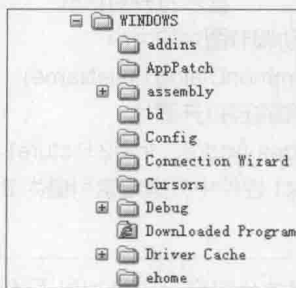 WINDOWS
addins
AppPatch
assembly
bd
Config
Connection Wizard
Cursors
Debug
Downloaded Program
Driver Cache
ehome